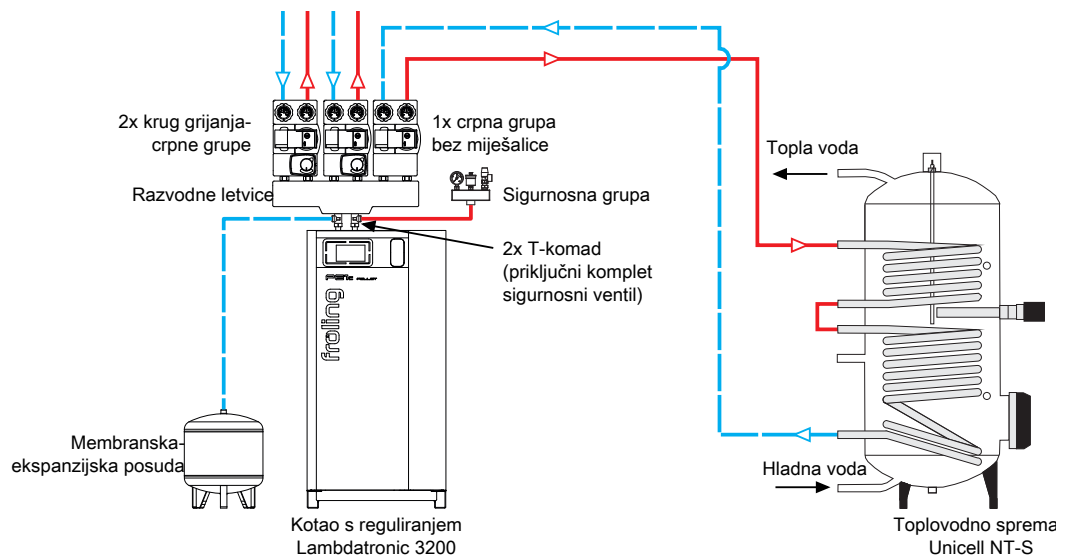 2x krug grijanja-
crpne grupe
1x crpna grupa
bez miješalice
Topla voda
Razvodne letvice
Sigurnosna grupa
2x T-komad
(priključni komplet
sigurnosni ventil)
fröling
Membranska-
ekspanzijska posuda
Hladna voda
Kotao s reguliranjem
Lambdatronic 3200
Toplovodno sprema
Unicell NT-S